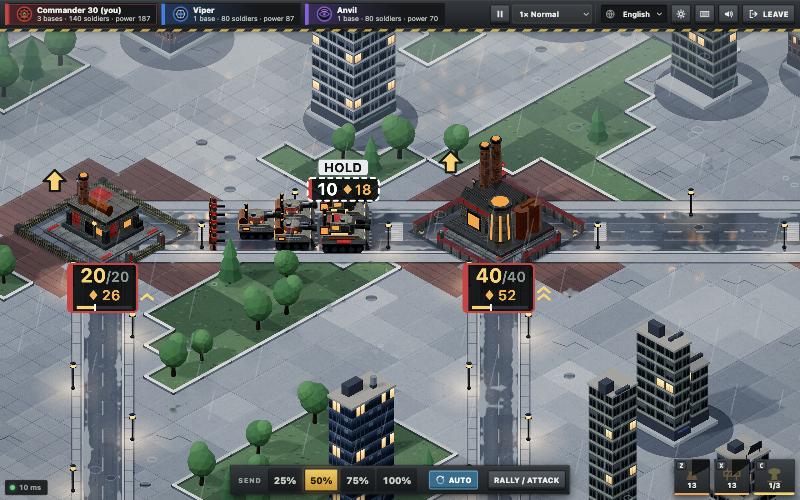 Commander 30 (you)
3 bases · 140 soldiers · power 187
Viper
1 base · 80 soldiers · power 87
Anvil
1 base · 80 soldiers · power 70
1x Normal
English
LEAVE
HOLD
10 ♦18
20/20
♦ 26
40/40
♦ 52
SEND 25% 50% 75% 100% AUTO RALLY / ATTACK
10 ms
Z
13
X
13
C
1/3